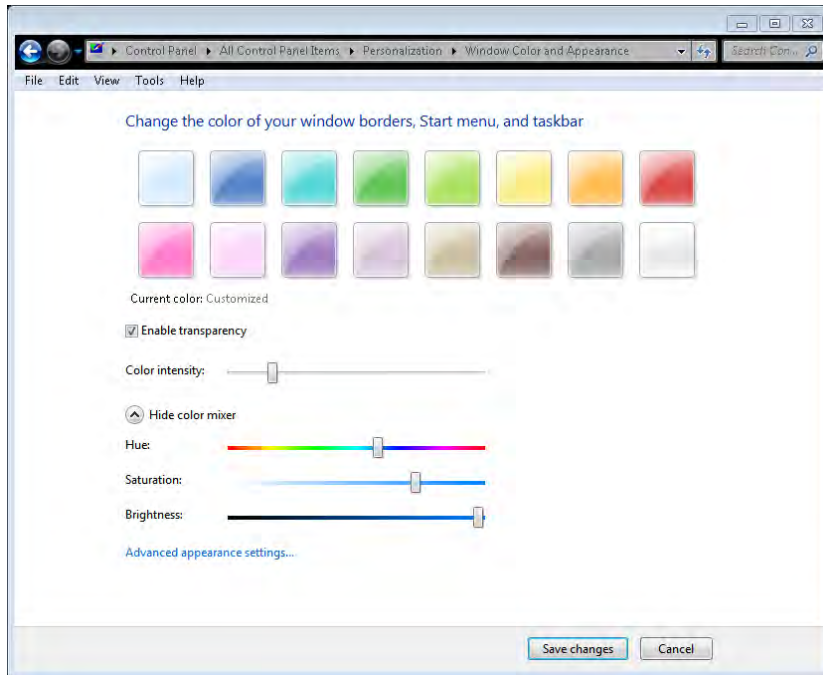 Control Panel ▸ All Control Panel Items ▸ Personalization ▸ Window Color and Appearance
Search Con...
File Edit View Tools Help
Change the color of your window borders, Start menu, and taskbar
Current color: Customized
Enable transparency
Color intensity:
Hide color mixer
Hue:
Saturation:
Brightness:
Advanced appearance settings...
Save changes Cancel